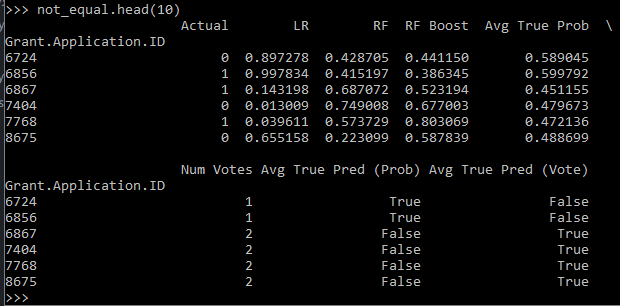 >>> not_equal.head(10)
Actual LR RF RF Boost Avg True Prob \
Grant.Application.ID
6724 0 0.897278 0.428705 0.441150 0.589045
6856 1 0.997834 0.415197 0.386345 0.599792
6867 1 0.143198 0.687072 0.523194 0.451155
7404 0 0.013009 0.749008 0.677003 0.479673
7768 1 0.039611 0.573729 0.803069 0.472136
8675 0 0.655158 0.223099 0.587839 0.488699
Num Votes Avg True Pred (Prob) Avg True Pred (Vote)
Grant.Application.ID
6724 1 True False
6856 1 True False
6867 2 False True
7404 2 False True
7768 2 False True
8675 2 False True
>>>